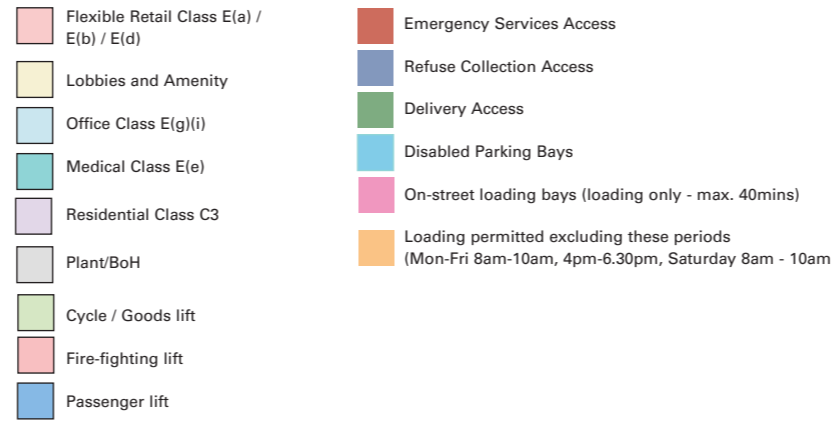 Flexible Retail Class E(a) /
E(b) / E(d)
Lobbies and Amenity
Office Class E(g)(i)
Medical Class E(e)
Residential Class C3
Plant/BoH
Cycle / Goods lift
Fire-fighting lift
Passenger lift
Emergency Services Access
Refuse Collection Access
Delivery Access
Disabled Parking Bays
On-street loading bays (loading only - max. 40mins)
Loading permitted excluding these periods
(Mon-Fri 8am-10am, 4pm-6.30pm, Saturday 8am - 10am